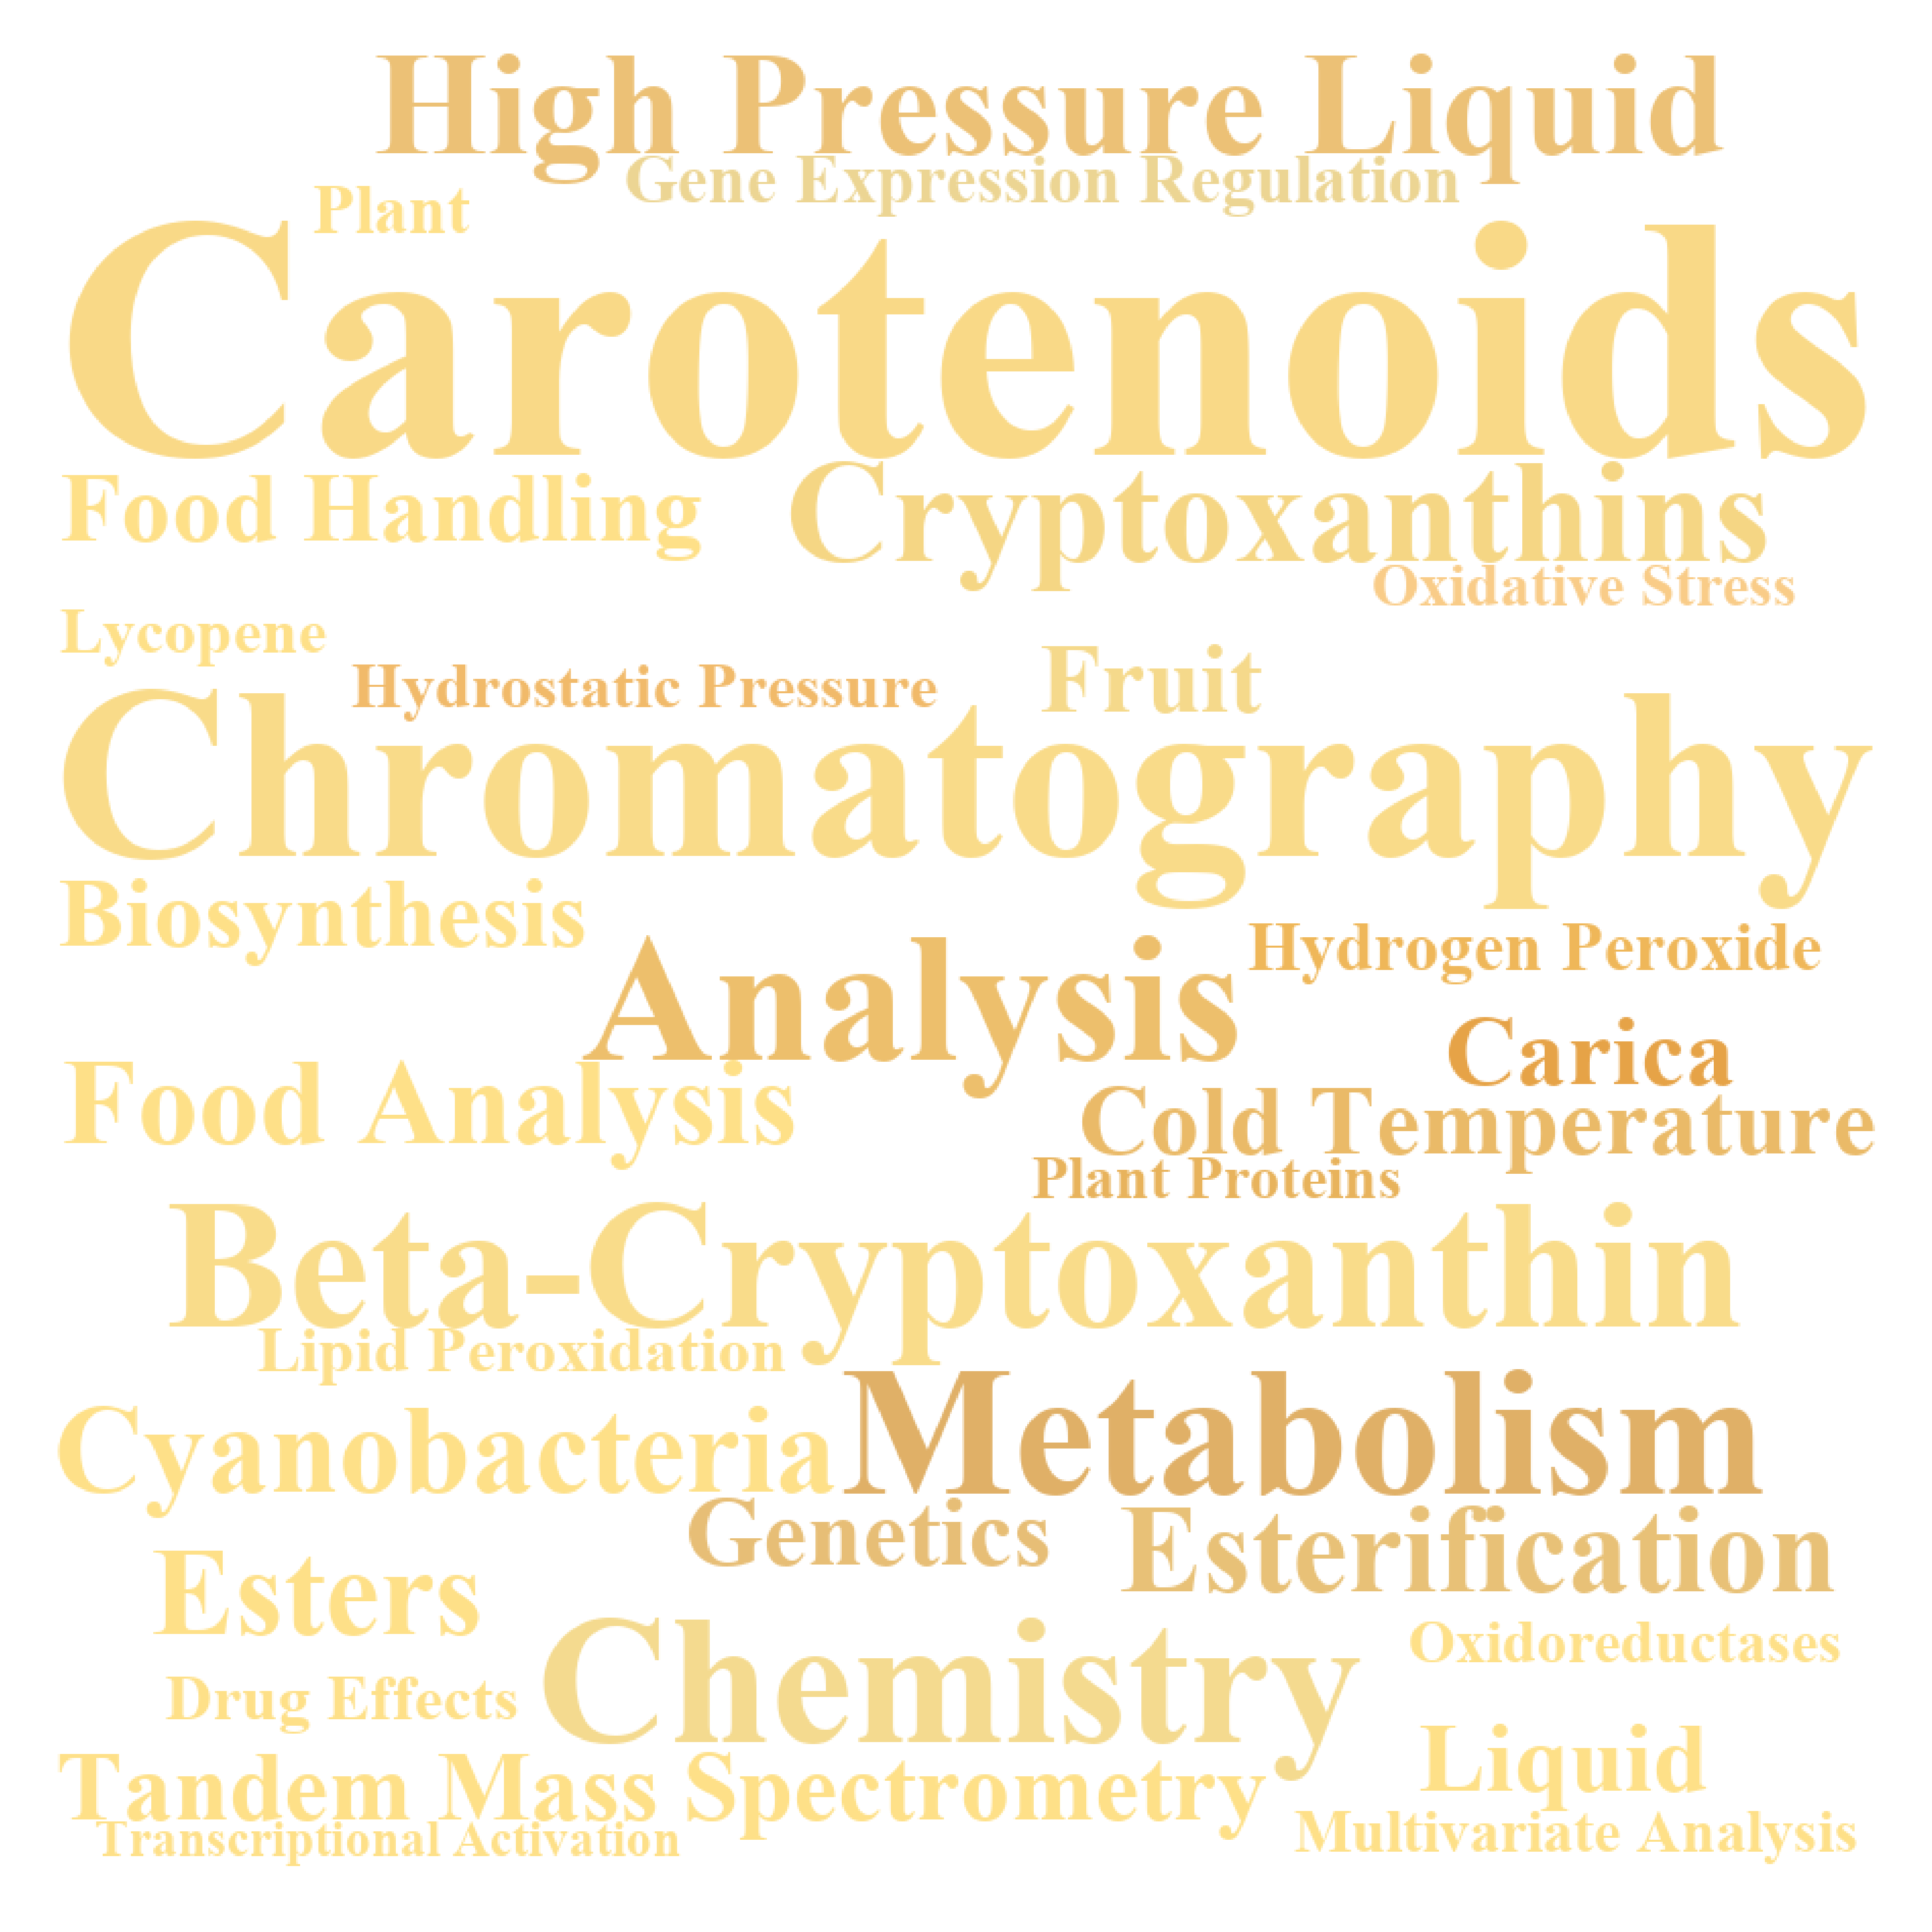 High Pressure Liquid
Gene Expression Regulation
Plant
Carotenoids
Food Handling
Cryptoxanthins
Oxidative Stress
Lycopene
Hydrostatic Pressure
Fruit
Chromatography
Biosynthesis
Hydrogen Peroxide
Analysis
Carica
Food Analysis
Cold Temperature
Plant Proteins
Beta-Cryptoxanthin
Lipid Peroxidation
Metabolism
Cyanobacteria
Genetics
Esterification
Esters
Chemistry
Oxidoreductases
Drug Effects
Liquid
Tandem Mass Spectrometry
Transcriptional Activation
Multivariate Analysis